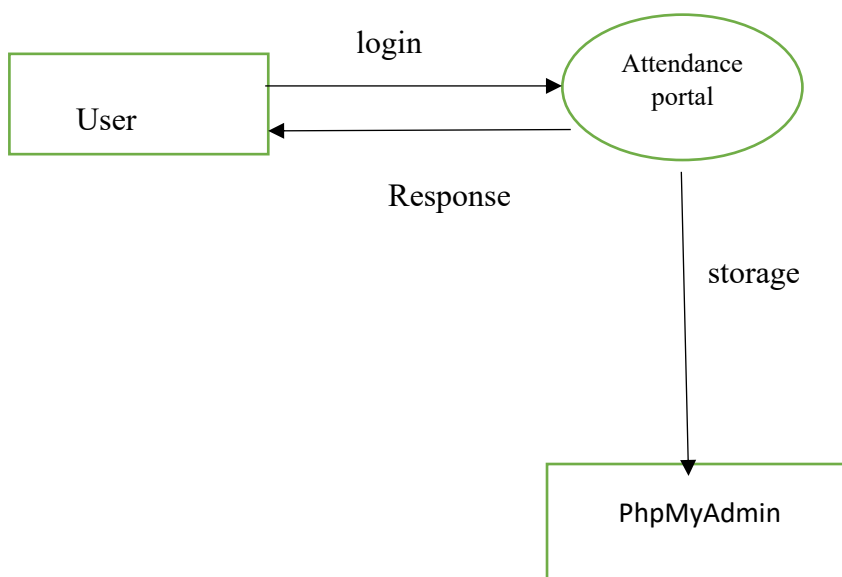 login
Attendance
portal
User
Response
storage
PhpMyAdmin